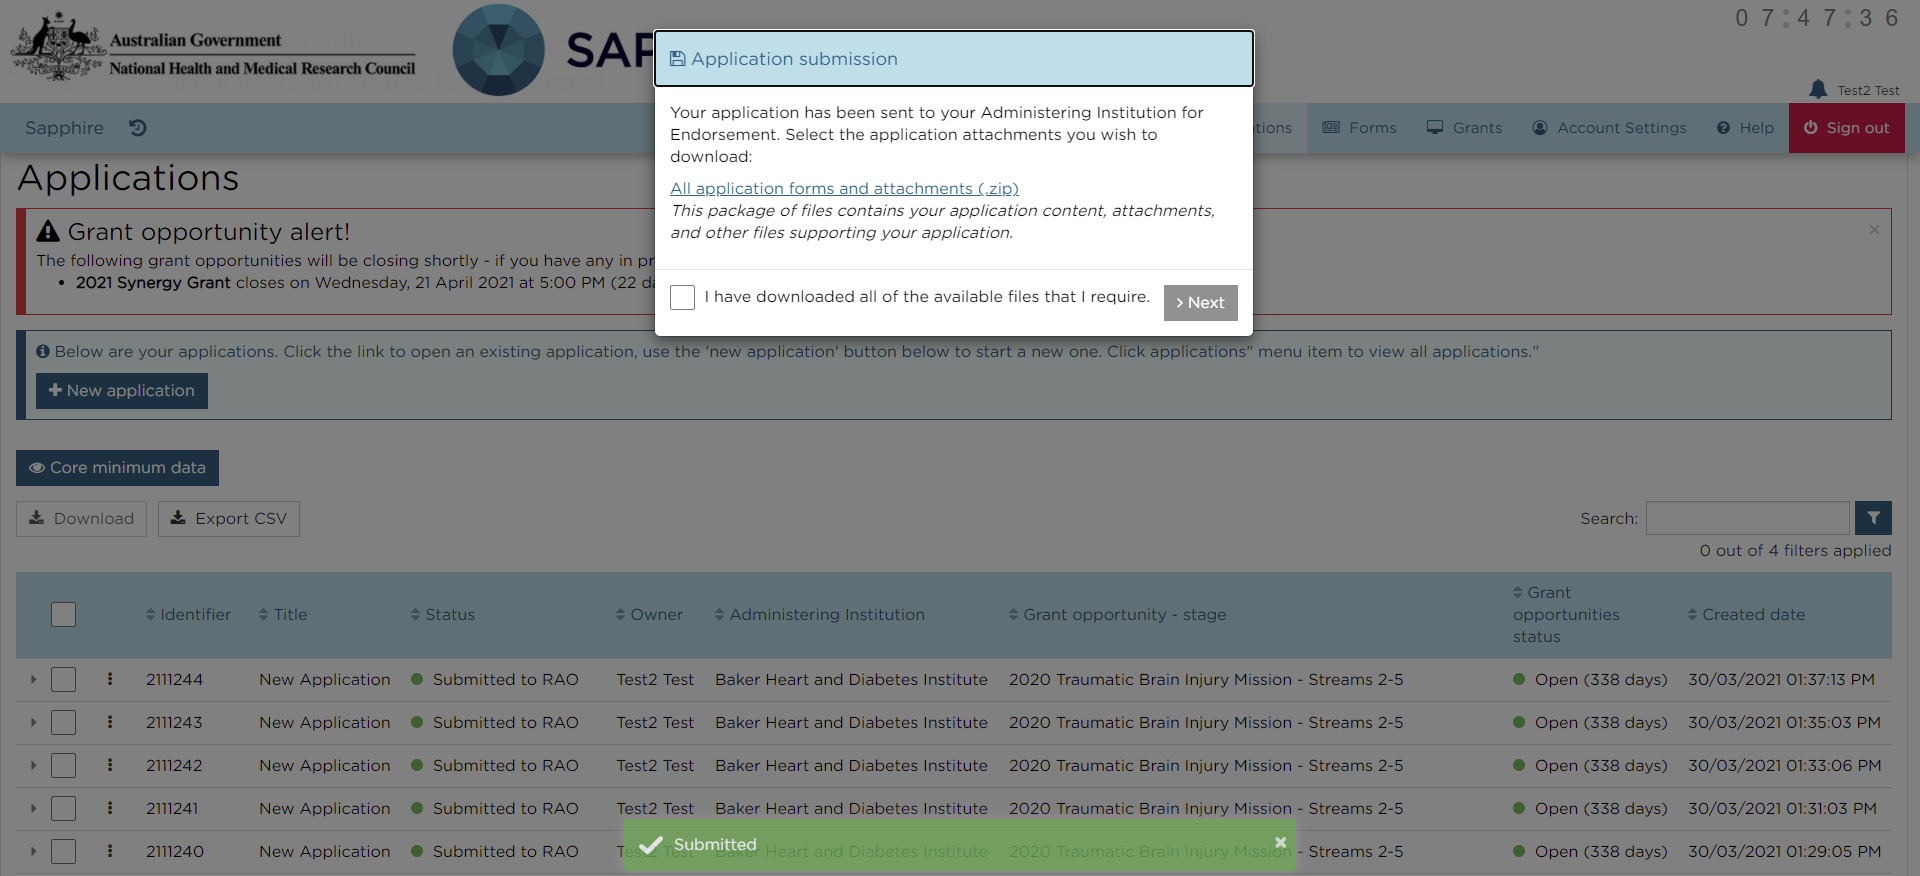 Australian Government
National Health and Medical Research Council
SAP
07:47:36
Test2 Test
Sapphire
tions
Forms
Grants
Account Settings
Help
Sign out
Application submission
Your application has been sent to your Administering Institution for
Endorsement. Select the application attachments you wish to
download:
All application forms and attachments (.zip)
This package of files contains your application content, attachments,
and other files supporting your application.
I have downloaded all of the available files that I require.
Next
Applications
Grant opportunity alert!
The following grant opportunities will be closing shortly - if you have any in pr
2021 Synergy Grant closes on Wednesday, 21 April 2021 at 5:00 PM (22 da
Below are your applications. Click the link to open an existing application, use the 'new application' button below to start a new one. Click applications" menu item to view all applications."
New application
Core minimum data
Download Export CSV
Search:
0 out of 4 filters applied
Identifier Title Status Owner Administering Institution Grant opportunity - stage Grant opportunities status Created date
2111244 New Application Submitted to RAO Test2 Test Baker Heart and Diabetes Institute 2020 Traumatic Brain Injury Mission - Streams 2-5 Open (338 days) 30/03/2021 01:37:13 PM
2111243 New Application Submitted to RAO Test2 Test Baker Heart and Diabetes Institute 2020 Traumatic Brain Injury Mission - Streams 2-5 Open (338 days) 30/03/2021 01:35:03 PM
2111242 New Application Submitted to RAO Test2 Test Baker Heart and Diabetes Institute 2020 Traumatic Brain Injury Mission - Streams 2-5 Open (338 days) 30/03/2021 01:33:06 PM
2111241 New Application Submitted to RAO Test2 Test Baker Heart and Diabetes Institute 2020 Traumatic Brain Injury Mission - Streams 2-5 Open (338 days) 30/03/2021 01:31:03 PM
2111240 New Application Submitted to RAO Test2 Test Baker Heart and Diabetes Institute 2020 Traumatic Brain Injury Mission - Streams 2-5 Open (338 days) 30/03/2021 01:29:05 PM
Submitted